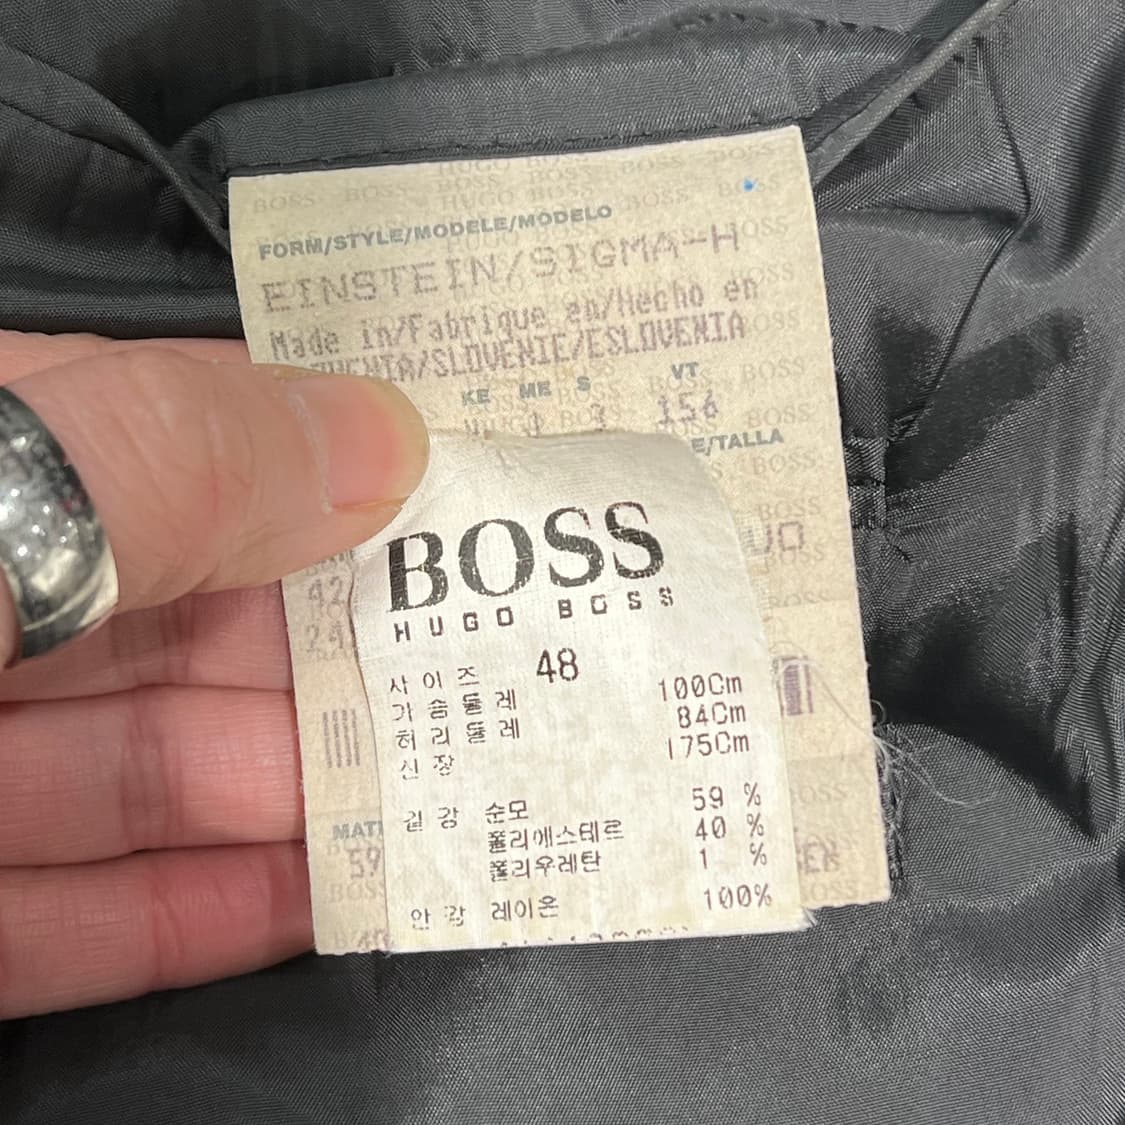 FORM/STYLE/MODELE/MODELO
EINSTEIN/SIGMA-H
Made in/Fabrique en/Hecho en
/SLOVENIE/ESLOVENIA
KE ME S VT
3 156
E/TALLA
BOSS
HUGO BOSS
사이즈 48
가슴둘레 100Cm
허리둘레 84Cm
신장 175Cm
겉감 순모 59 %
폴리에스테르 40 %
폴리우레탄 1 %
안감 레이온 100%
42
MATE
59